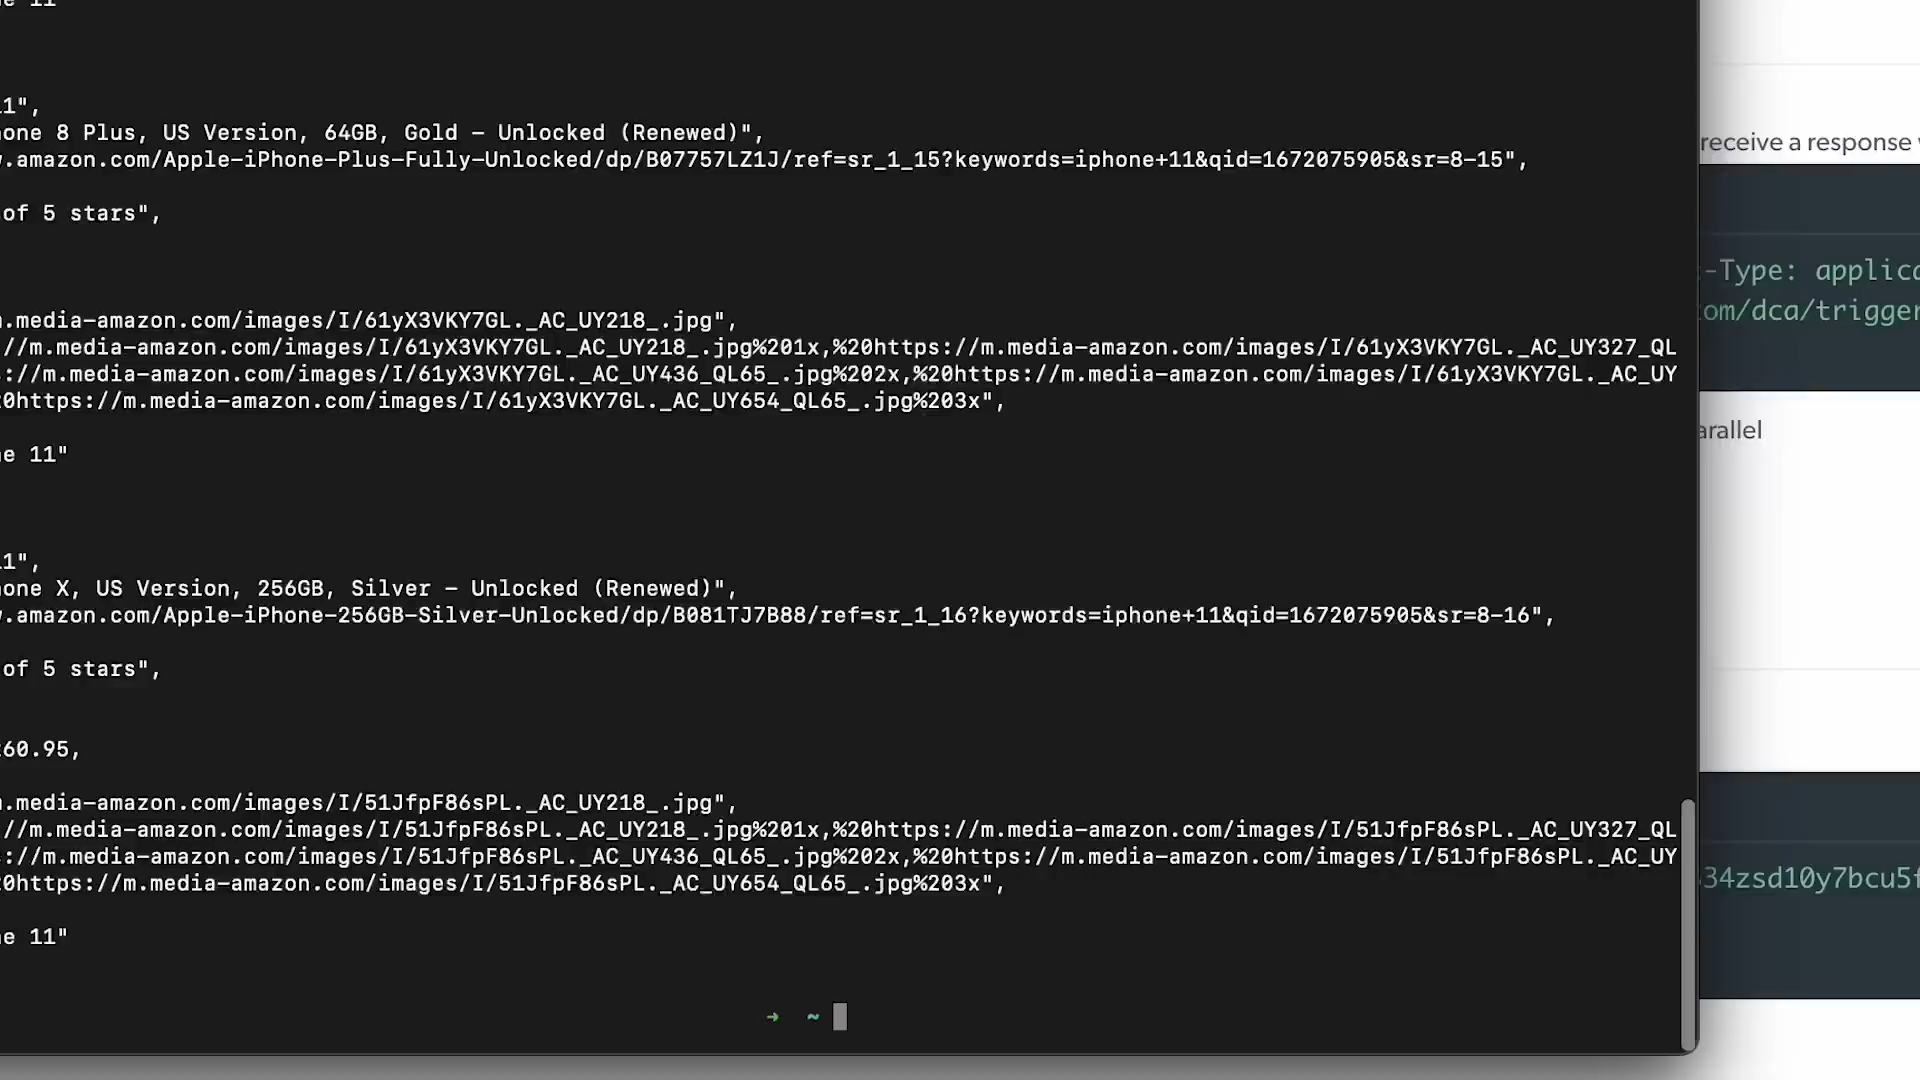 e 11
11",
one 8 Plus, US Version, 64GB, Gold – Unlocked (Renewed)",
.amazon.com/Apple-iPhone-Plus-Fully-Unlocked/dp/B07757LZ1J/ref=sr_1_15?keywords=iphone+11&qid=1672075905&sr=8-15",
of 5 stars",
.media-amazon.com/images/I/61yX3VKY7GL._AC_UY218_.jpg",
//m.media-amazon.com/images/I/61yX3VKY7GL._AC_UY218_.jpg%201x,%20https://m.media-amazon.com/images/I/61yX3VKY7GL._AC_UY327_QL
://m.media-amazon.com/images/I/61yX3VKY7GL._AC_UY436_QL65_.jpg%202x,%20https://m.media-amazon.com/images/I/61yX3VKY7GL._AC_UY
0https://m.media-amazon.com/images/I/61yX3VKY7GL._AC_UY654_QL65_.jpg%203x",
e 11"
11",
one X, US Version, 256GB, Silver – Unlocked (Renewed)",
.amazon.com/Apple-iPhone-256GB-Silver-Unlocked/dp/B081TJ7B88/ref=sr_1_16?keywords=iphone+11&qid=1672075905&sr=8-16",
of 5 stars",
60.95,
.media-amazon.com/images/I/51JfpF86sPL._AC_UY218_.jpg",
//m.media-amazon.com/images/I/51JfpF86sPL._AC_UY218_.jpg%201x,%20https://m.media-amazon.com/images/I/51JfpF86sPL._AC_UY327_QL
://m.media-amazon.com/images/I/51JfpF86sPL._AC_UY436_QL65_.jpg%202x,%20https://m.media-amazon.com/images/I/51JfpF86sPL._AC_UY
0https://m.media-amazon.com/images/I/51JfpF86sPL._AC_UY654_QL65_.jpg%203x",
e 11"
➜ ~
receive a response
-Type: applica
om/dca/trigger
arallel
34zsd10y7bcu5f